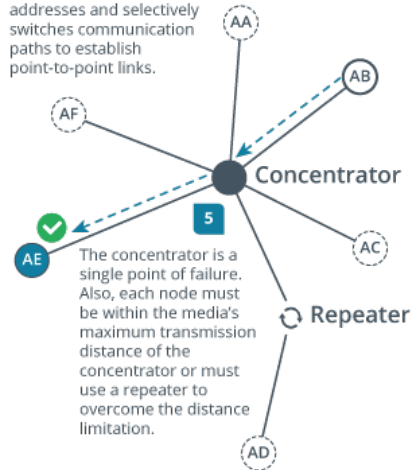 addresses and selectively
switches communication
paths to establish
point-to-point links.
AA
AB
AF
Concentrator
5
AE
AC
The concentrator is a
single point of failure.
Also, each node must
be within the media's
maximum transmission
distance of the
concentrator or must
use a repeater to
overcome the distance
limitation.
Repeater
AD